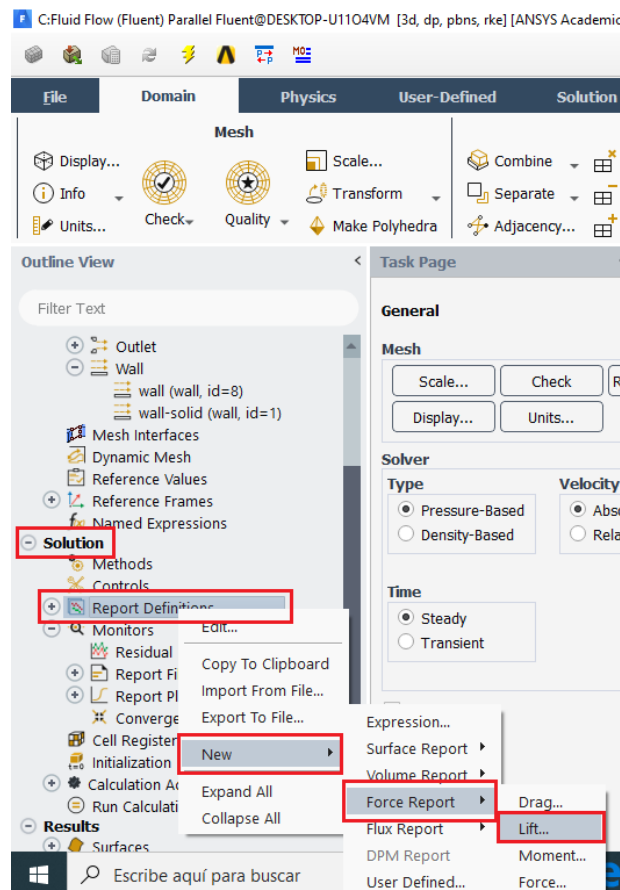 C:Fluid Flow (Fluent) Parallel Fluent@DESKTOP-U11O4VM [3d, dp, pbns, rke] [ANSYS Academic
File Domain Physics User-Defined Solution
Mesh
Display... Scale... Combine
Info Transform Separate
Units... Check Quality Make Polyhedra Adjacency...
Outline View < Task Page
Filter Text
General
Outlet
Wall
Mesh
wall (wall, id=8)
Scale... Check R
wall-solid (wall, id=1)
Display... Units...
Mesh Interfaces
Dynamic Mesh
Solver
Reference Values
Type Velocity
Reference Frames
Pressure-Based Abs
Named Expressions
Density-Based Rela
Solution
Methods
Controls
Time
Report Definitions
Steady
Edit...
Monitors
Transient
Residual
Copy To Clipboard
Report Fi
Import From File...
Report Pl
Export To File...
Converge
Expression...
Cell Register
New
Surface Report
Initialization
Volume Report
Calculation Ac
Expand All
Force Report Drag...
Run Calculati
Collapse All
Flux Report Lift...
Results
Surfaces
DPM Report Moment...
Escribe aquí para buscar
User Defined... Force...